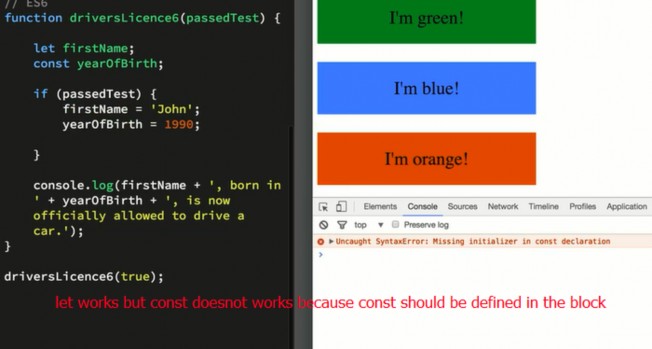 // ES6
function driversLicence6(passedTest) {
let firstName;
const yearOfBirth;
if (passedTest) {
firstName = 'John';
yearOfBirth = 1990;
}
console.log(firstName + ', born in
' + yearOfBirth + ', is now
officially allowed to drive a
car.');
}
driversLicence6(true);
I'm green!
I'm blue!
I'm orange!
Elements Console Sources Network Timeline Profiles Application
top Preserve log
Uncaught SyntaxError: Missing initializer in const declaration
let works but const doesnot works because const should be defined in the block